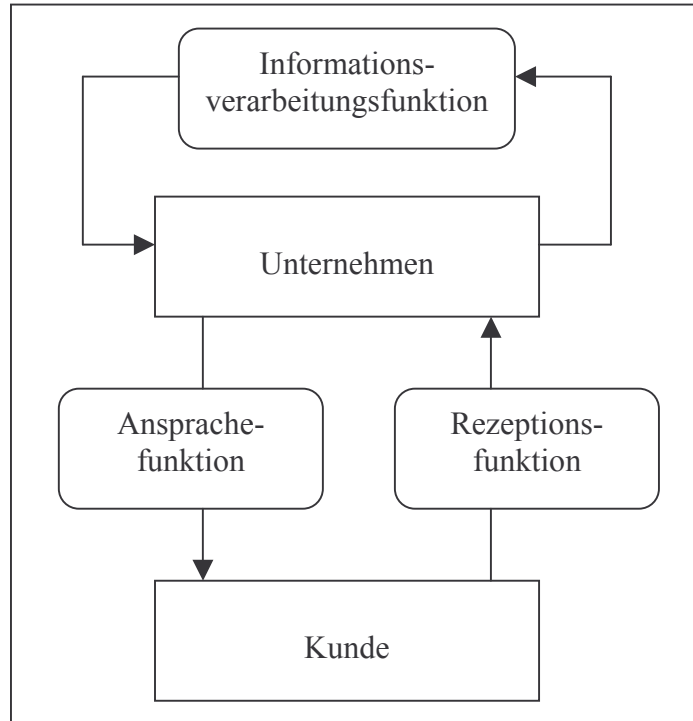 Informations-
verarbeitungsfunktion
Unternehmen
Ansprache-
funktion
Rezeptions-
funktion
Kunde